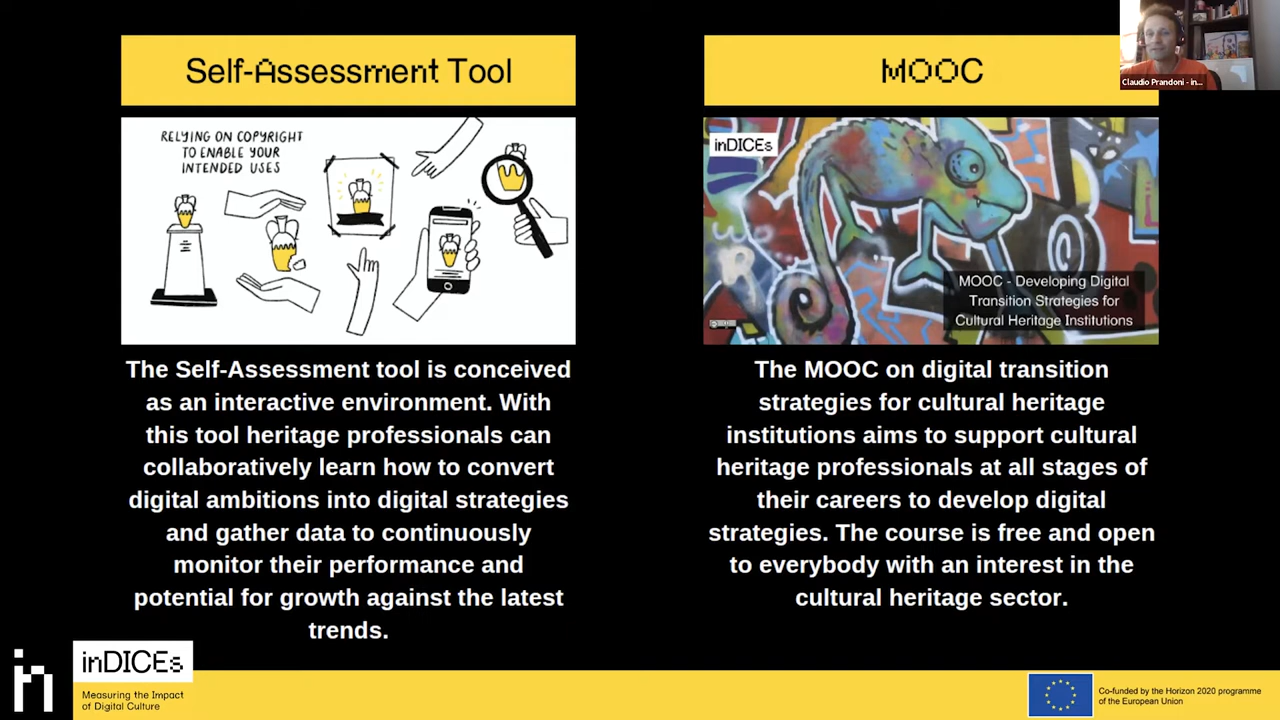 Self-Assessment Tool
RELYING ON COPYRIGHT
TO ENABLE YOUR
INTENDED USES
The Self-Assessment tool is conceived
as an interactive environment. With
this tool heritage professionals can
collaboratively learn how to convert
digital ambitions into digital strategies
and gather data to continuously
monitor their performance and
potential for growth against the latest
trends.
MOOC
Claudio Prandoni - in...
inDICEs
MOOC - Developing Digital
Transition Strategies for
Cultural Heritage Institutions
The MOOC on digital transition
strategies for cultural heritage
institutions aims to support cultural
heritage professionals at all stages of
their careers to develop digital
strategies. The course is free and open
to everybody with an interest in the
cultural heritage sector.
in
inDICEs
Measuring the Impact
of Digital Culture
Co-funded by the Horizon 2020 programme
of the European Union